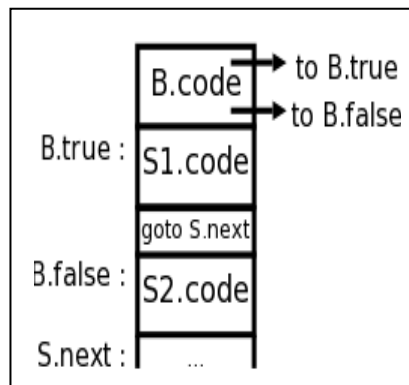 B.code
to B.true
to B.false
B.true :
S1.code
goto S.next
B.false :
S2.code
S.next :
...